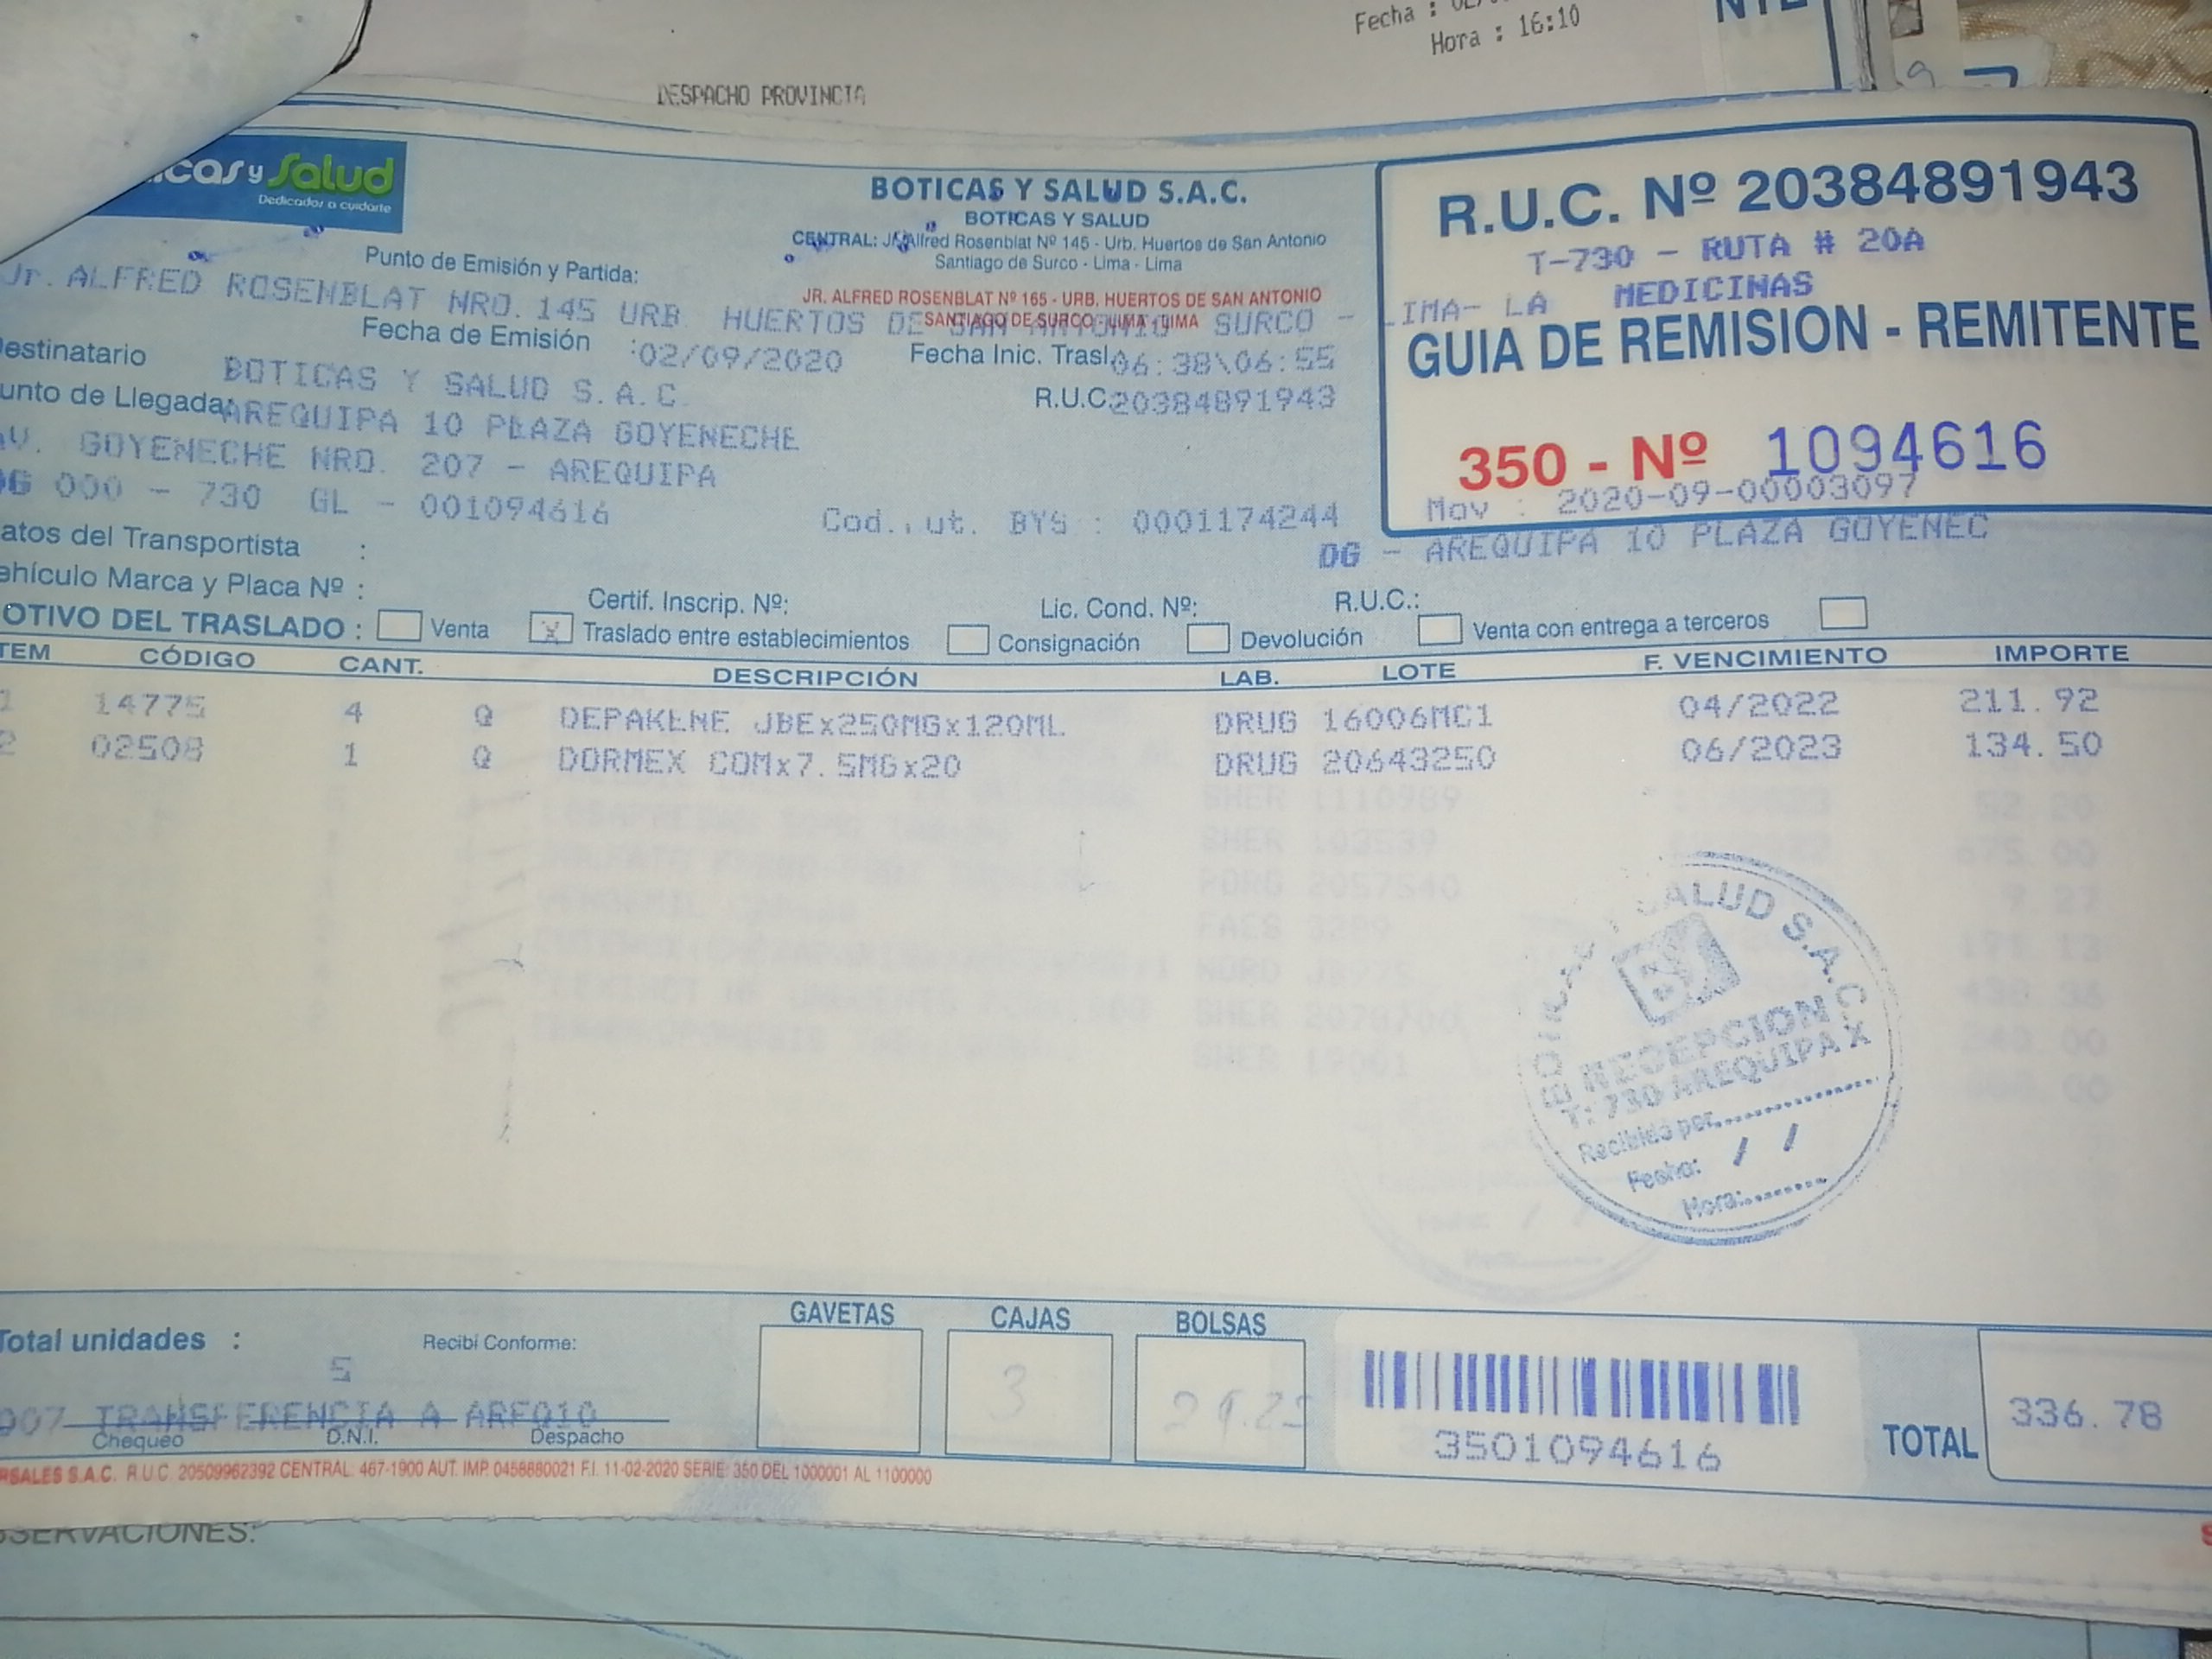 Hora : 16:10
DESPACHO PROVINCIA
icas y Salud
Dedicados a cuidarte
BOTICAS Y SALUD S.A.C.
BOTICAS Y SALUD
CENTRAL: Jr. Alfred Rosenblat Nº 145 - Urb. Huertos de San Antonio
Santiago de Surco - Lima - Lima
JR. ALFRED ROSENBLAT Nº 165 - URB. HUERTOS DE SAN ANTONIO
SANTIAGO DE SURCO - LIMA - LIMA
R.U.C. Nº 20384891943
T-730 - RUTA # 20A
MEDICINAS
GUIA DE REMISION - REMITENTE
350 - Nº 1094616
Mov : 2020-09-00003097
Punto de Emisión y Partida:
Jr. ALFRED ROSENBLAT NRO. 145 URB. HUERTOS DE SAN ANTONIO SURCO - LIMA- LA
Fecha de Emisión :02/09/2020 Fecha Inic. Trasl. 06:38\06:55
estinatario BOTICAS Y SALUD S.A.C. R.U.C 20384891943
unto de Llegada: AREQUIPA 10 PLAZA GOYENECHE
AV. GOYENECHE NRO. 207 - AREQUIPA
DG 000 - 730 GL - 001094616 Cod. ut. BYS : 0001174244
DG - AREQUIPA 10 PLAZA GOYENEC
atos del Transportista :
ehículo Marca y Placa Nº : Certif. Inscrip. Nº: Lic. Cond. Nº: R.U.C.:
OTIVO DEL TRASLADO : Venta X Traslado entre establecimientos Consignación Devolución Venta con entrega a terceros
TEM CÓDIGO CANT. DESCRIPCIÓN LAB. LOTE F. VENCIMIENTO IMPORTE
1 14775 4 Q DEPAKENE JBEx250MGx120ML DRUG 16006MC1 04/2022 211.92
2 02508 1 Q DORMEX COMx7.5MGx20 DRUG 20643250 06/2023 134.50
BOTICAS Y SALUD S.A.C.
RECEPCION
T: 730 AREQUIPA X
Recibido por:
Fecha: / /
Hora:
Total unidades : 5 Recibí Conforme: GAVETAS CAJAS BOLSAS
3
007 TRANSFERENCIA A ARE010
Chequeo D.N.I. Despacho
3501094616
TOTAL 336.78
RSALES S.A.C. R.U.C. 20509962392 CENTRAL: 467-1900 AUT. IMP. 0458880021 F.I. 11-02-2020 SERIE: 350 DEL 1000001 AL 1100000
SERVACIONES: